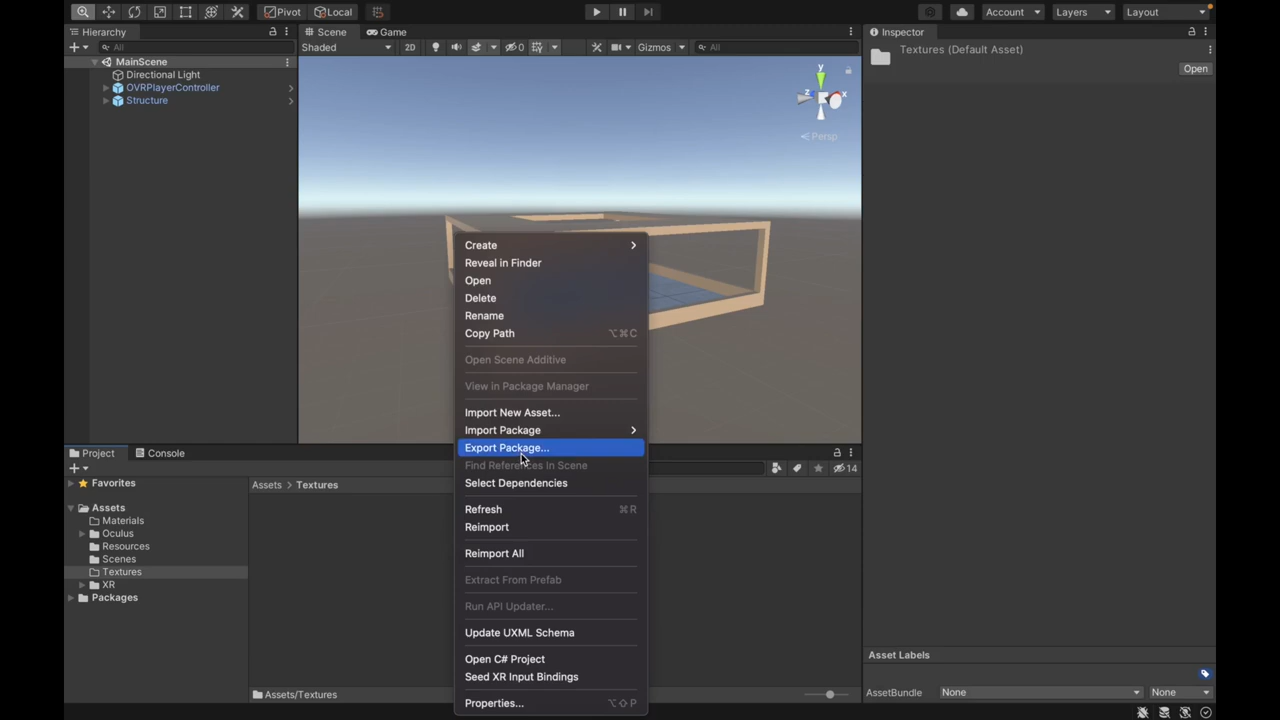 Pivot Local Account Layers Layout
Hierarchy Scene Game Inspector
All Shaded 2D Gizmos All
Textures (Default Asset)
Open
MainScene
Directional Light
OVRPlayerController
Structure
y
z x
Persp
Create
Reveal in Finder
Open
Delete
Rename
Copy Path ⌥⌘C
Open Scene Additive
View in Package Manager
Import New Asset...
Import Package
Export Package...
Find References In Scene
Select Dependencies
Refresh ⌘R
Reimport
Reimport All
Extract From Prefab
Run API Updater...
Update UXML Schema
Open C# Project
Seed XR Input Bindings
Properties... ⌥⇧P
Project Console
14
Favorites
Assets > Textures
Assets
Materials
Oculus
Resources
Scenes
Textures
XR
Packages
Assets/Textures
Asset Labels
AssetBundle None None